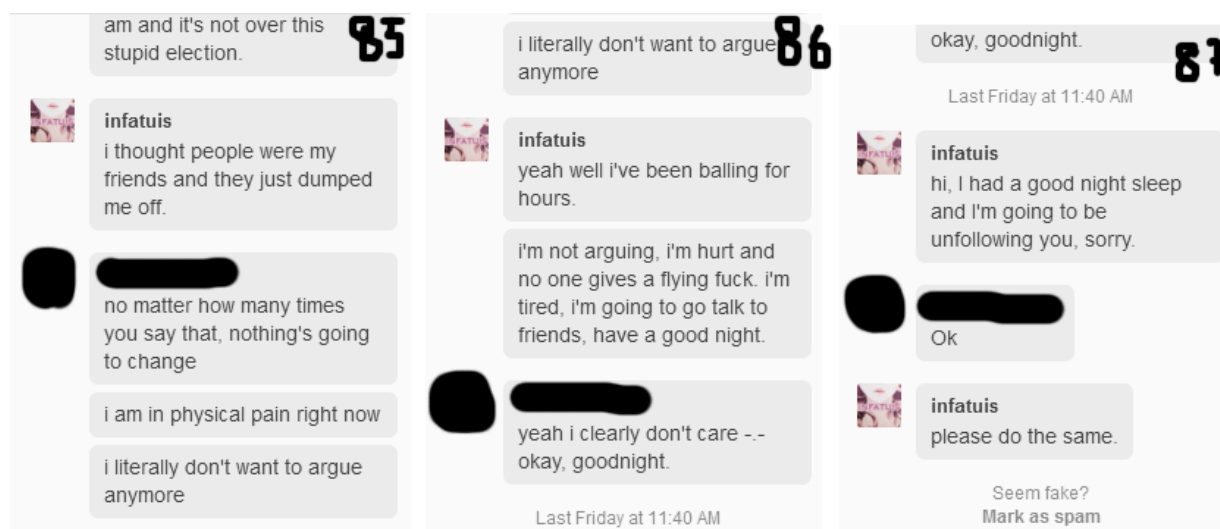 am and it's not over this
stupid election.
85
infatuis
i thought people were my
friends and they just dumped
me off.
no matter how many times
you say that, nothing's going
to change
i am in physical pain right now
i literally don't want to argue
anymore
i literally don't want to argue
anymore
86
infatuis
yeah well i've been balling for
hours.
i'm not arguing, i'm hurt and
no one gives a flying fuck. i'm
tired, i'm going to go talk to
friends, have a good night.
yeah i clearly don't care -.-
okay, goodnight.
Last Friday at 11:40 AM
okay, goodnight.
87
Last Friday at 11:40 AM
infatuis
hi, I had a good night sleep
and I'm going to be
unfollowing you, sorry.
Ok
infatuis
please do the same.
Seem fake?
Mark as spam